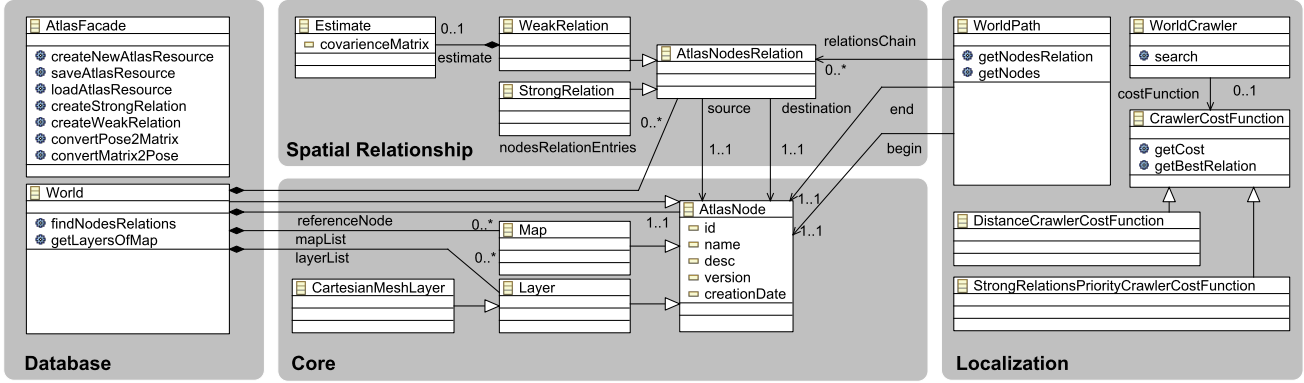 AtlasFacade
createNewAtlasResource
saveAtlasResource
loadAtlasResource
createStrongRelation
createWeakRelation
convertPose2Matrix
convertMatrix2Pose
World
findNodesRelations
getLayersOfMap
Database
Estimate
covarienceMatrix
0..1
estimate
WeakRelation
StrongRelation
AtlasNodesRelation
0..*
nodesRelationEntries
source
destination
1..1
1..1
Spatial Relationship
relationsChain
0..*
end
begin
1..1
1..1
referenceNode
1..1
mapList
0..*
layerList
0..*
Map
CartesianMeshLayer
Layer
AtlasNode
id
name
desc
version
creationDate
Core
WorldPath
getNodesRelation
getNodes
WorldCrawler
search
costFunction
0..1
CrawlerCostFunction
getCost
getBestRelation
DistanceCrawlerCostFunction
StrongRelationsPriorityCrawlerCostFunction
Localization